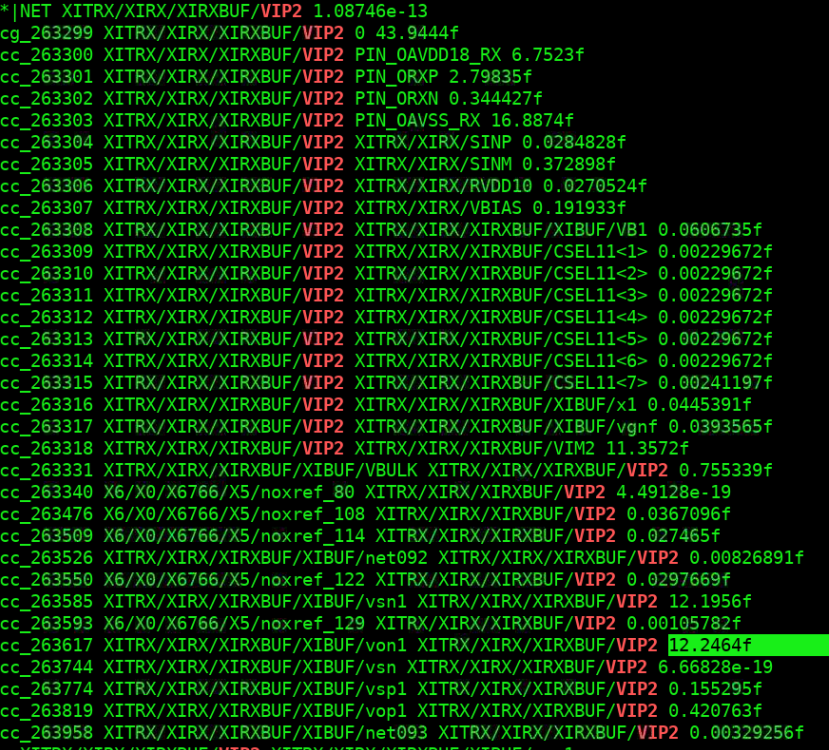 *|NET XITRX/XIRX/XIRXBUF/VIP2 1.08746e-13
cg_263299 XITRX/XIRX/XIRXBUF/VIP2 0 43.9444f
cc_263300 XITRX/XIRX/XIRXBUF/VIP2 PIN_OAVDD18_RX 6.7523f
cc_263301 XITRX/XIRX/XIRXBUF/VIP2 PIN_ORXP 2.79835f
cc_263302 XITRX/XIRX/XIRXBUF/VIP2 PIN_ORXN 0.344427f
cc_263303 XITRX/XIRX/XIRXBUF/VIP2 PIN_OAVSS_RX 16.8874f
cc_263304 XITRX/XIRX/XIRXBUF/VIP2 XITRX/XIRX/SINP 0.0284828f
cc_263305 XITRX/XIRX/XIRXBUF/VIP2 XITRX/XIRX/SINM 0.372898f
cc_263306 XITRX/XIRX/XIRXBUF/VIP2 XITRX/XIRX/RVDD10 0.0270524f
cc_263307 XITRX/XIRX/XIRXBUF/VIP2 XITRX/XIRX/VBIAS 0.191933f
cc_263308 XITRX/XIRX/XIRXBUF/VIP2 XITRX/XIRX/XIRXBUF/XIBUF/VB1 0.0606735f
cc_263309 XITRX/XIRX/XIRXBUF/VIP2 XITRX/XIRX/XIRXBUF/CSEL11<1> 0.00229672f
cc_263310 XITRX/XIRX/XIRXBUF/VIP2 XITRX/XIRX/XIRXBUF/CSEL11<2> 0.00229672f
cc_263311 XITRX/XIRX/XIRXBUF/VIP2 XITRX/XIRX/XIRXBUF/CSEL11<3> 0.00229672f
cc_263312 XITRX/XIRX/XIRXBUF/VIP2 XITRX/XIRX/XIRXBUF/CSEL11<4> 0.00229672f
cc_263313 XITRX/XIRX/XIRXBUF/VIP2 XITRX/XIRX/XIRXBUF/CSEL11<5> 0.00229672f
cc_263314 XITRX/XIRX/XIRXBUF/VIP2 XITRX/XIRX/XIRXBUF/CSEL11<6> 0.00229672f
cc_263315 XITRX/XIRX/XIRXBUF/VIP2 XITRX/XIRX/XIRXBUF/CSEL11<7> 0.00241197f
cc_263316 XITRX/XIRX/XIRXBUF/VIP2 XITRX/XIRX/XIRXBUF/XIBUF/x1 0.0445391f
cc_263317 XITRX/XIRX/XIRXBUF/VIP2 XITRX/XIRX/XIRXBUF/XIBUF/vgnf 0.0393565f
cc_263318 XITRX/XIRX/XIRXBUF/VIP2 XITRX/XIRX/XIRXBUF/VIM2 11.3572f
cc_263331 XITRX/XIRX/XIRXBUF/XIBUF/VBULK XITRX/XIRX/XIRXBUF/VIP2 0.755339f
cc_263340 X6/X0/X6766/X5/noxref_80 XITRX/XIRX/XIRXBUF/VIP2 4.49128e-19
cc_263476 X6/X0/X6766/X5/noxref_108 XITRX/XIRX/XIRXBUF/VIP2 0.0367096f
cc_263509 X6/X0/X6766/X5/noxref_114 XITRX/XIRX/XIRXBUF/VIP2 0.027465f
cc_263526 XITRX/XIRX/XIRXBUF/XIBUF/net092 XITRX/XIRX/XIRXBUF/VIP2 0.00826891f
cc_263550 X6/X0/X6766/X5/noxref_122 XITRX/XIRX/XIRXBUF/VIP2 0.0297669f
cc_263585 XITRX/XIRX/XIRXBUF/XIBUF/vsn1 XITRX/XIRX/XIRXBUF/VIP2 12.1956f
cc_263593 X6/X0/X6766/X5/noxref_129 XITRX/XIRX/XIRXBUF/VIP2 0.00105782f
cc_263617 XITRX/XIRX/XIRXBUF/XIBUF/von1 XITRX/XIRX/XIRXBUF/VIP2 12.2464f
cc_263744 XITRX/XIRX/XIRXBUF/XIBUF/vsn XITRX/XIRX/XIRXBUF/VIP2 6.66828e-19
cc_263774 XITRX/XIRX/XIRXBUF/XIBUF/vsp1 XITRX/XIRX/XIRXBUF/VIP2 0.155295f
cc_263819 XITRX/XIRX/XIRXBUF/XIBUF/vop1 XITRX/XIRX/XIRXBUF/VIP2 0.420763f
cc_263958 XITRX/XIRX/XIRXBUF/XIBUF/net093 XITRX/XIRX/XIRXBUF/VIP2 0.00329256f